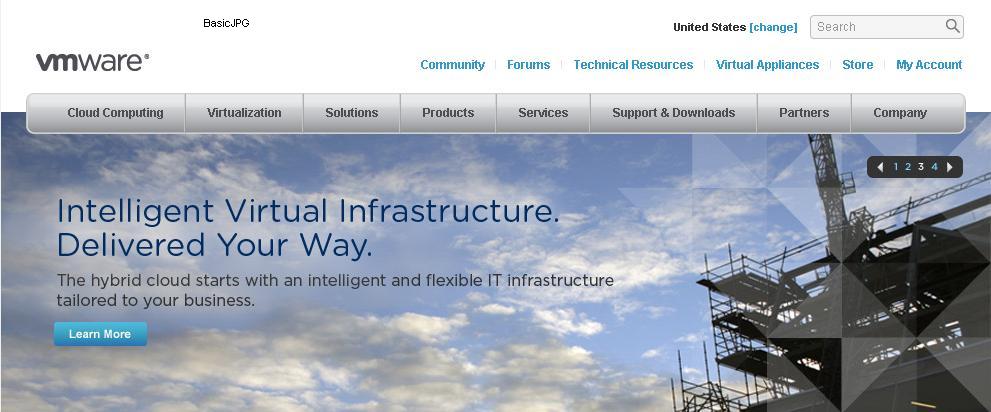 BasicJPG
United States [change]
Search
vmware®
Community
Forums
Technical Resources
Virtual Appliances
Store
My Account
Cloud Computing
Virtualization
Solutions
Products
Services
Support & Downloads
Partners
Company
1 2 3 4
Intelligent Virtual Infrastructure.
Delivered Your Way.
The hybrid cloud starts with an intelligent and flexible IT infrastructure
tailored to your business.
Learn More